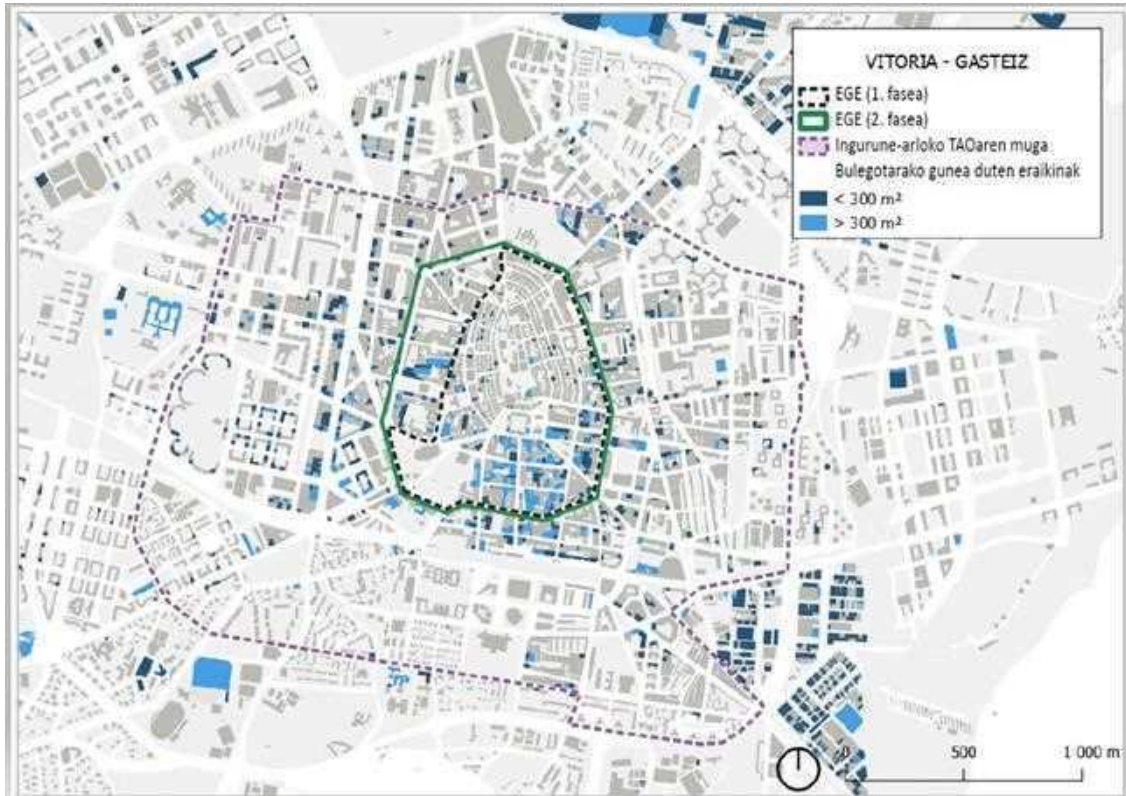 VITORIA - GASTEIZ
EGE (1. fasea)
EGE (2. fasea)
Ingurune-arloko TAOaren muga
Bulegotarako gunea duten eraikinak
< 300 m²
> 300 m²
0 500 1 000 m